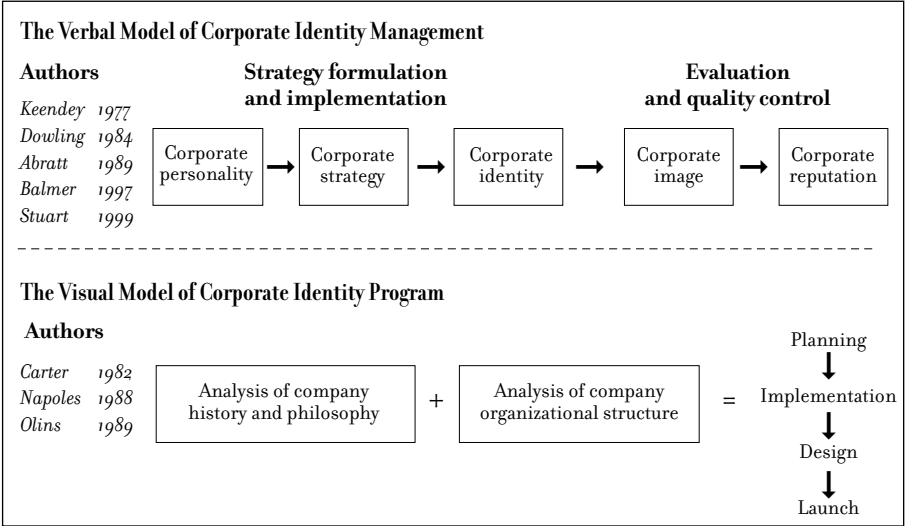 The Verbal Model of Corporate Identity Management
Authors
Strategy formulation
and implementation
Evaluation
and quality control
Keendey 1977
Dowling 1984
Abratt 1989
Balmer 1997
Stuart 1999
Corporate
personality
Corporate
strategy
Corporate
identity
Corporate
image
Corporate
reputation
The Visual Model of Corporate Identity Program
Authors
Carter 1982
Napoles 1988
Olins 1989
Analysis of company
history and philosophy
+
Analysis of company
organizational structure
=
Planning
Implementation
Design
Launch